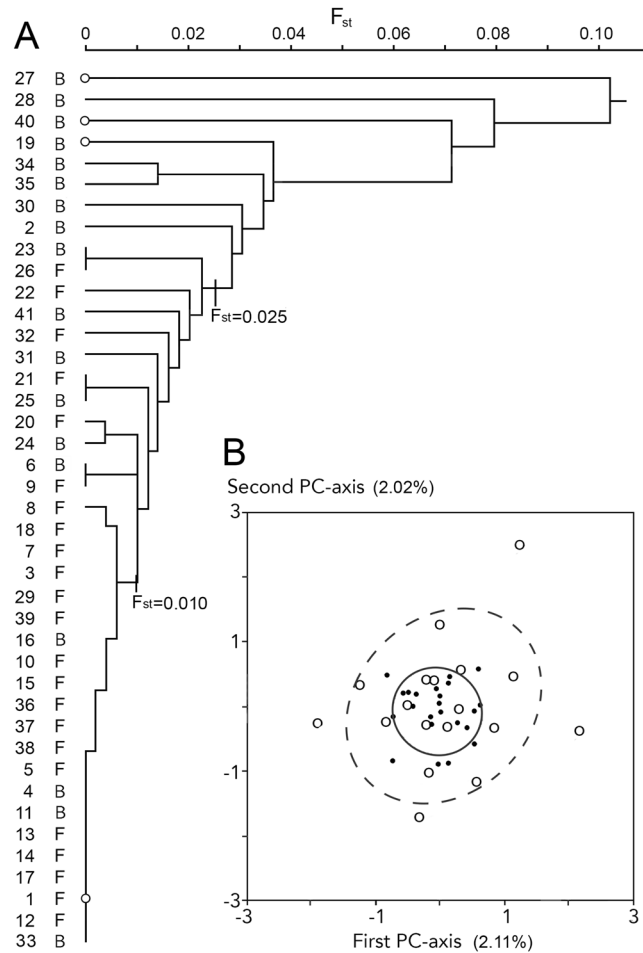 A
Fst
0 0.02 0.04 0.06 0.08 0.10
27 B
28 B
40 B
19 B
34 B
35 B
30 B
2 B
23 B
26 F
22 F
Fst=0.025
41 B
32 F
31 B
21 F
25 B
20 F
24 B
6 B
9 F
8 F
18 F
7 F
3 F
29 F
Fst=0.010
39 F
16 B
10 F
15 F
36 F
37 F
38 F
5 F
4 B
11 B
13 F
14 F
17 F
1 F
12 F
33 B
B
Second PC-axis (2.02%)
3
1
-1
-3
-3 -1 1 3
First PC-axis (2.11%)